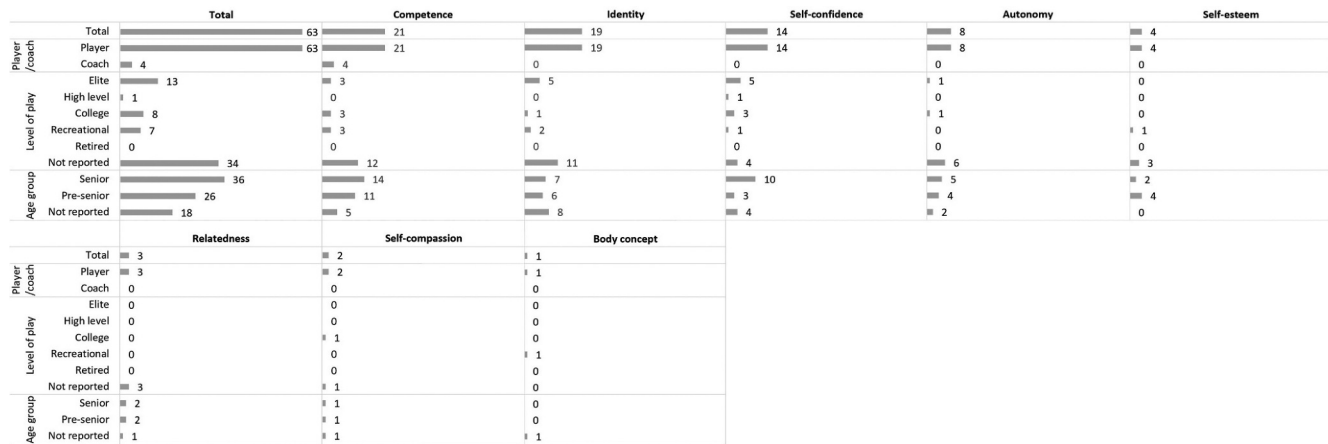 Total Competence Identity Self-confidence Autonomy Self-esteem
Player /coach
Total 63 21 19 14 8 4
Player 63 21 19 14 8 4
Coach 4 4 0 0 0 0
Level of play
Elite 13 3 5 5 1 0
High level 1 0 0 1 0 0
College 8 3 1 3 1 0
Recreational 7 3 2 1 0 1
Retired 0 0 0 0 0 0
Not reported 34 12 11 4 6 3
Age group
Senior 36 14 7 10 5 2
Pre-senior 26 11 6 3 4 4
Not reported 18 5 8 4 2 0
Relatedness Self-compassion Body concept
Player /coach
Total 3 2 1
Player 3 2 1
Coach 0 0 0
Level of play
Elite 0 0 0
High level 0 0 0
College 0 1 0
Recreational 0 0 1
Retired 0 0 0
Not reported 3 1 0
Age group
Senior 2 1 0
Pre-senior 2 1 0
Not reported 1 1 1